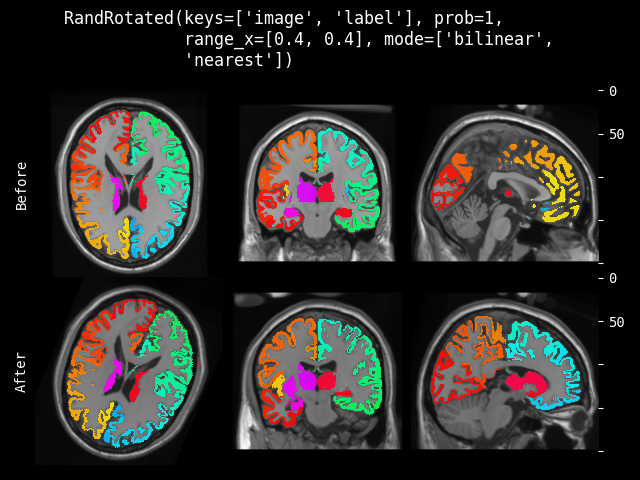 RandRotated(keys=['image', 'label'], prob=1,
range_x=[0.4, 0.4], mode=['bilinear',
'nearest'])
0
50
Before
0
50
After